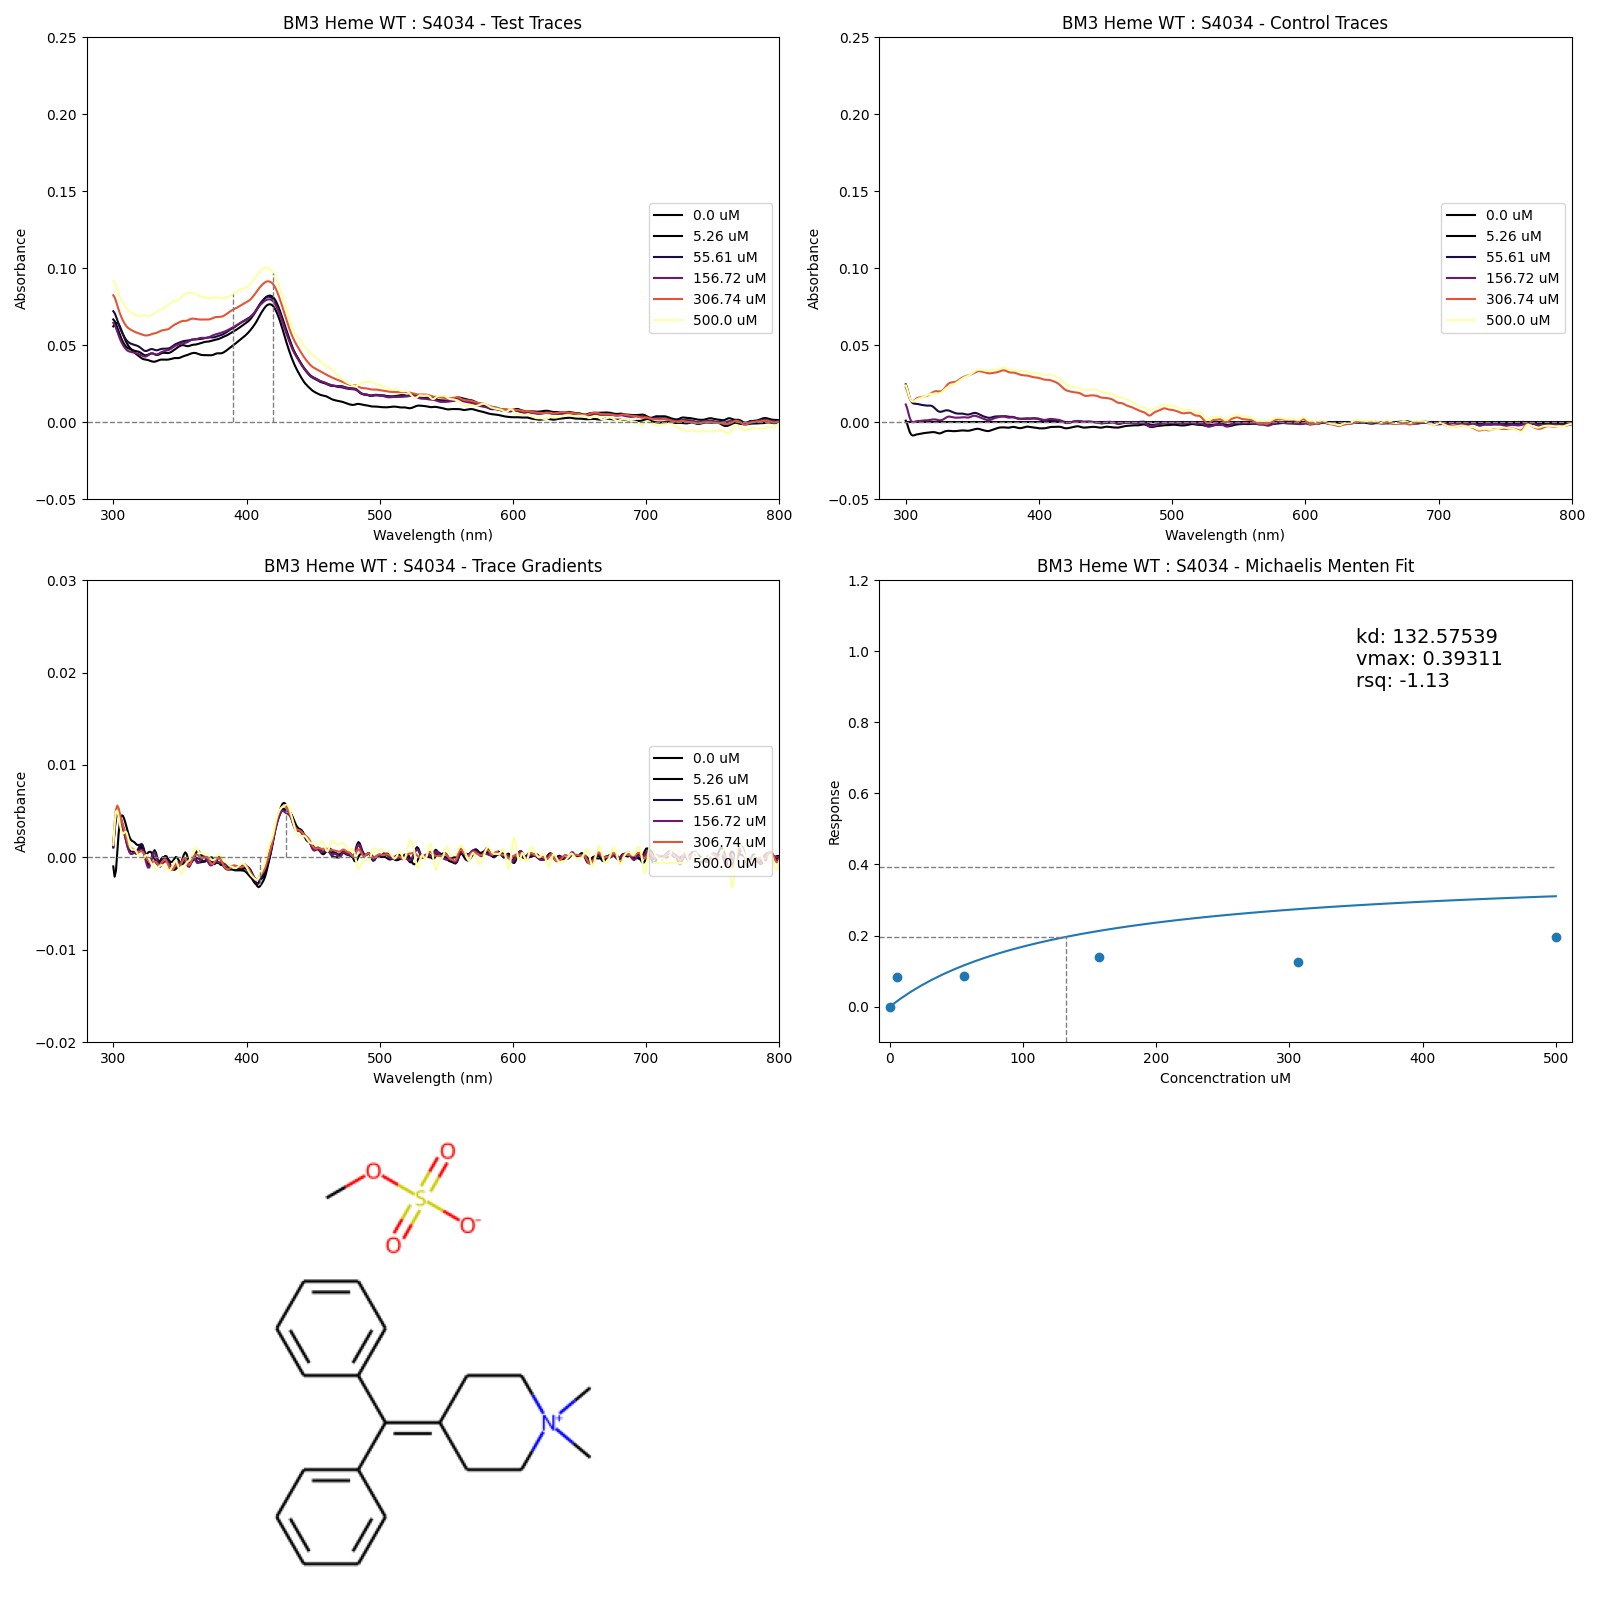 BM3 Heme WT : S4034 - Test Traces
Absorbance
0.25
0.20
0.15
0.10
0.05
0.00
−0.05
300 400 500 600 700 800
Wavelength (nm)
0.0 uM
5.26 uM
55.61 uM
156.72 uM
306.74 uM
500.0 uM
BM3 Heme WT : S4034 - Control Traces
Absorbance
0.25
0.20
0.15
0.10
0.05
0.00
−0.05
300 400 500 600 700 800
Wavelength (nm)
0.0 uM
5.26 uM
55.61 uM
156.72 uM
306.74 uM
500.0 uM
BM3 Heme WT : S4034 - Trace Gradients
Absorbance
0.03
0.02
0.01
0.00
−0.01
−0.02
300 400 500 600 700 800
Wavelength (nm)
0.0 uM
5.26 uM
55.61 uM
156.72 uM
306.74 uM
500.0 uM
BM3 Heme WT : S4034 - Michaelis Menten Fit
Response
1.2
1.0
0.8
0.6
0.4
0.2
0.0
0 100 200 300 400 500
Concenctration uM
kd: 132.57539
vmax: 0.39311
rsq: -1.13
O
O
S
O-
O
N+